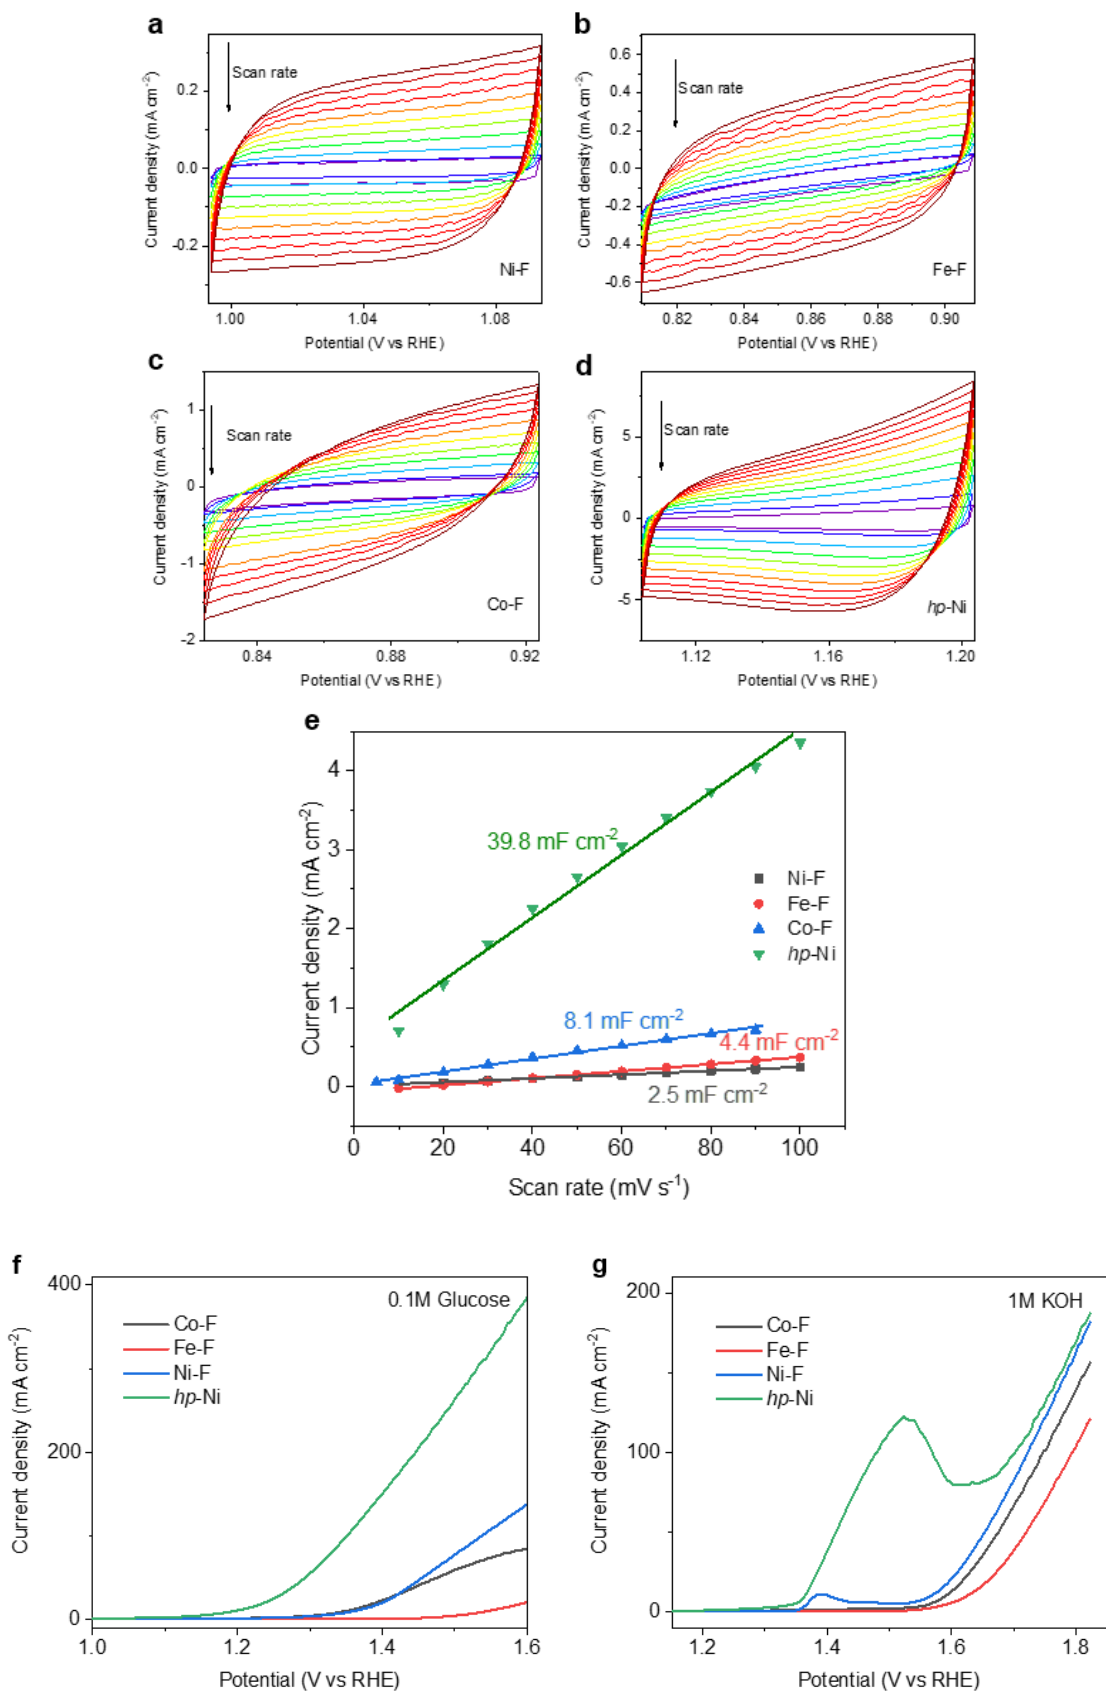 a
Scan rate
0.2
0.0
-0.2
Current density (mA cm⁻²)
Ni-F
1.00
1.04
1.08
Potential (V vs RHE)
b
Scan rate
0.6
0.4
0.2
0.0
-0.2
-0.4
-0.6
Current density (mA cm⁻²)
Fe-F
0.82
0.84
0.86
0.88
0.90
Potential (V vs RHE)
c
Scan rate
1
0
-1
-2
Current density (mA cm⁻²)
Co-F
0.84
0.88
0.92
Potential (V vs RHE)
d
Scan rate
5
0
-5
Current density (mA cm⁻²)
hp-Ni
1.12
1.16
1.20
Potential (V vs RHE)
e
4
3
2
1
0
Current density (mA cm⁻²)
39.8 mF cm⁻²
Ni-F
Fe-F
Co-F
hp-Ni
8.1 mF cm⁻²
4.4 mF cm⁻²
2.5 mF cm⁻²
0
20
40
60
80
100
Scan rate (mV s⁻¹)
f
400
200
0
Current density (mA cm⁻²)
0.1M Glucose
Co-F
Fe-F
Ni-F
hp-Ni
1.0
1.2
1.4
1.6
Potential (V vs RHE)
g
200
100
0
Current density (mA cm⁻²)
1M KOH
Co-F
Fe-F
Ni-F
hp-Ni
1.2
1.4
1.6
1.8
Potential (V vs RHE)